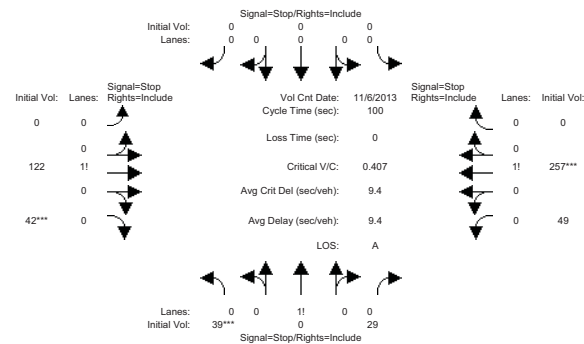 Signal=Stop/Rights=Include
Initial Vol: 0 0 0
Lanes: 0 0 0 0 0
Signal=Stop Signal=Stop
Initial Vol: Lanes: Rights=Include Vol Cnt Date: 11/6/2013 Rights=Include Lanes: Initial Vol:
Cycle Time (sec): 100
0 0 0 0
Loss Time (sec): 0
0 0
122 1! Critical V/C: 0.407 1! 257***
0 Avg Crit Del (sec/veh): 9.4 0
42*** 0 Avg Delay (sec/veh): 9.4 0 49
LOS: A
Lanes: 0 0 1! 0 0
Initial Vol: 39*** 0 29
Signal=Stop/Rights=Include